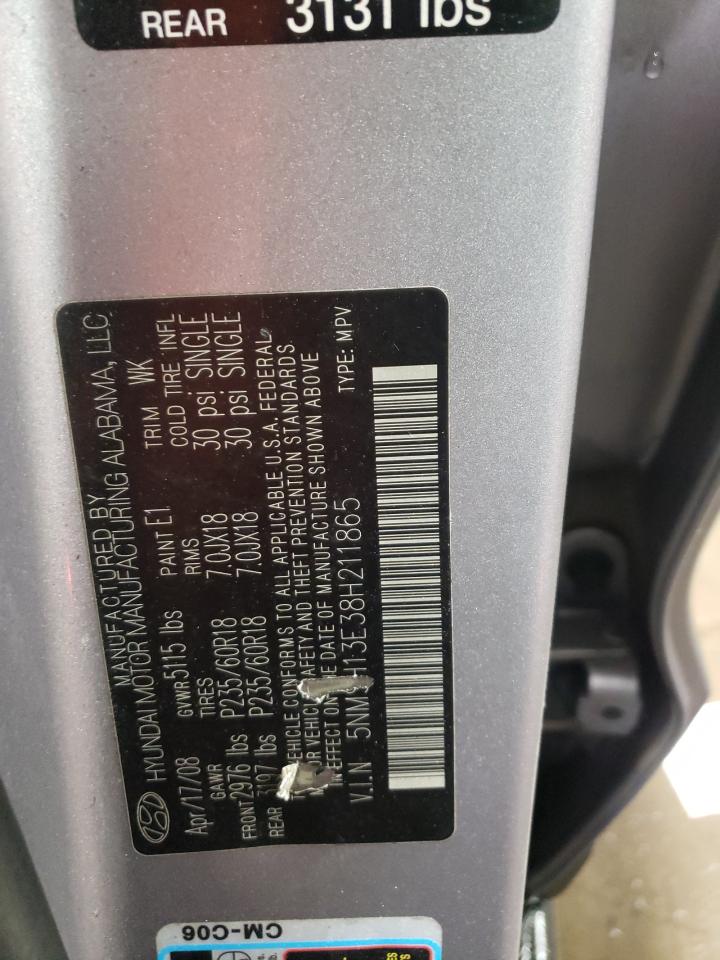 REAR 3131 lbs
MANUFACTURED BY
HYUNDAI MOTOR MANUFACTURING ALABAMA, LLC
Apr/17/08 GVWR 5115 lbs PAINT E1 TRIM WK
GAWR TIRES RIMS COLD TIRE INFL
FRONT 2976 lbs P235/60R18 7.0JX18 30 psi SINGLE
REAR 3197 lbs P235/60R18 7.0JX18 30 psi SINGLE
VEHICLE CONFORMS TO ALL APPLICABLE U.S.A. FEDERAL
MOTOR VEHICLE SAFETY AND THEFT PREVENTION STANDARDS
IN EFFECT ON THE DATE OF MANUFACTURE SHOWN ABOVE
V.I.N 5NM 13E38H211865 TYPE: MPV
CM-C06